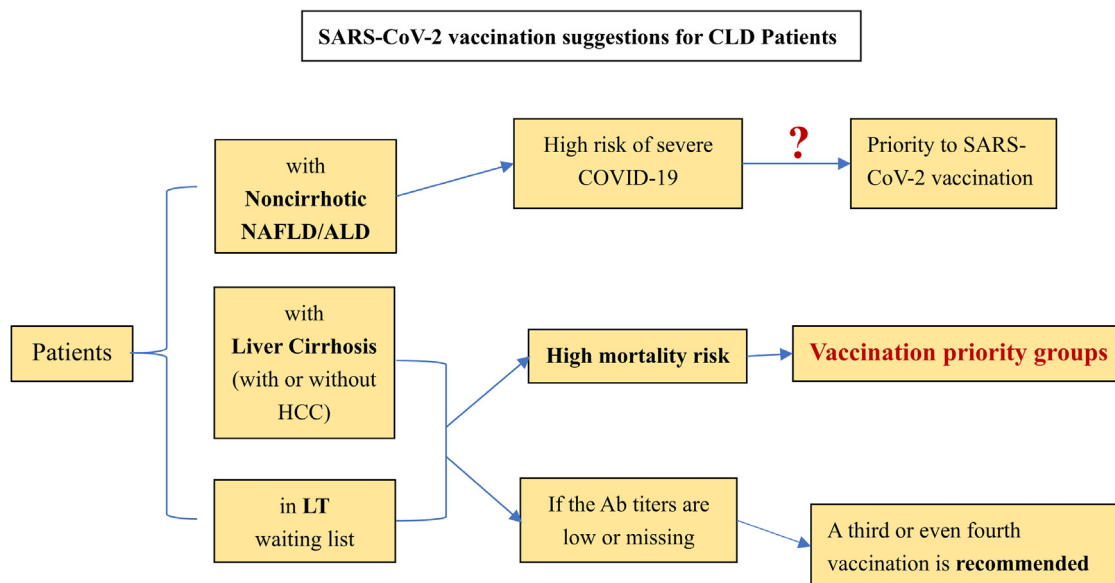 SARS-CoV-2 vaccination suggestions for CLD Patients
with
Noncirrhotic
NAFLD/ALD
High risk of severe
COVID-19
?
Priority to SARS-
CoV-2 vaccination
Patients
with
Liver Cirrhosis
(with or without
HCC)
High mortality risk
Vaccination priority groups
in LT
waiting list
If the Ab titers are
low or missing
A third or even fourth
vaccination is recommended